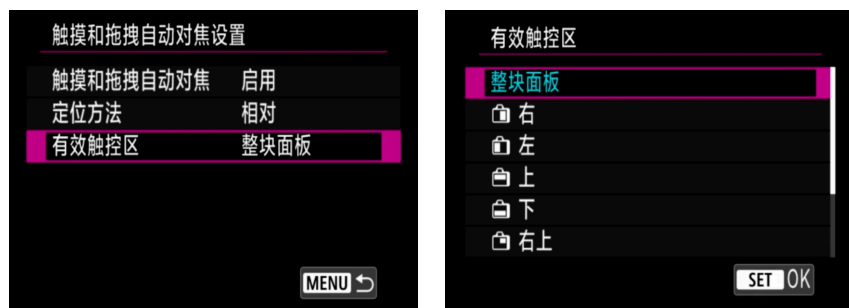 触摸和拖拽自动对焦设置
触摸和拖拽自动对焦 启用
定位方法 相对
有效触控区 整块面板
MENU
有效触控区
整块面板
右
左
上
下
右上
SET OK